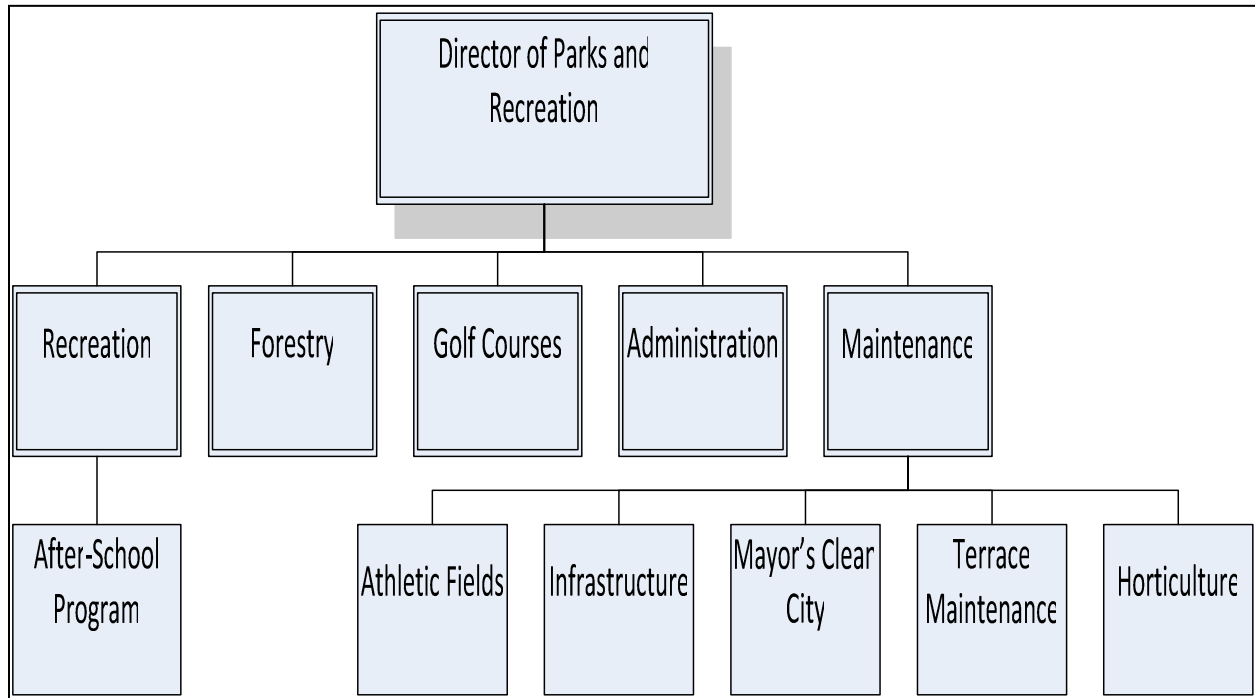 Director of Parks and
Recreation
Recreation
Forestry
Golf Courses
Administration
Maintenance
After-School
Program
Athletic Fields
Infrastructure
Mayor's Clean
City
Terrace
Maintenance
Horticulture